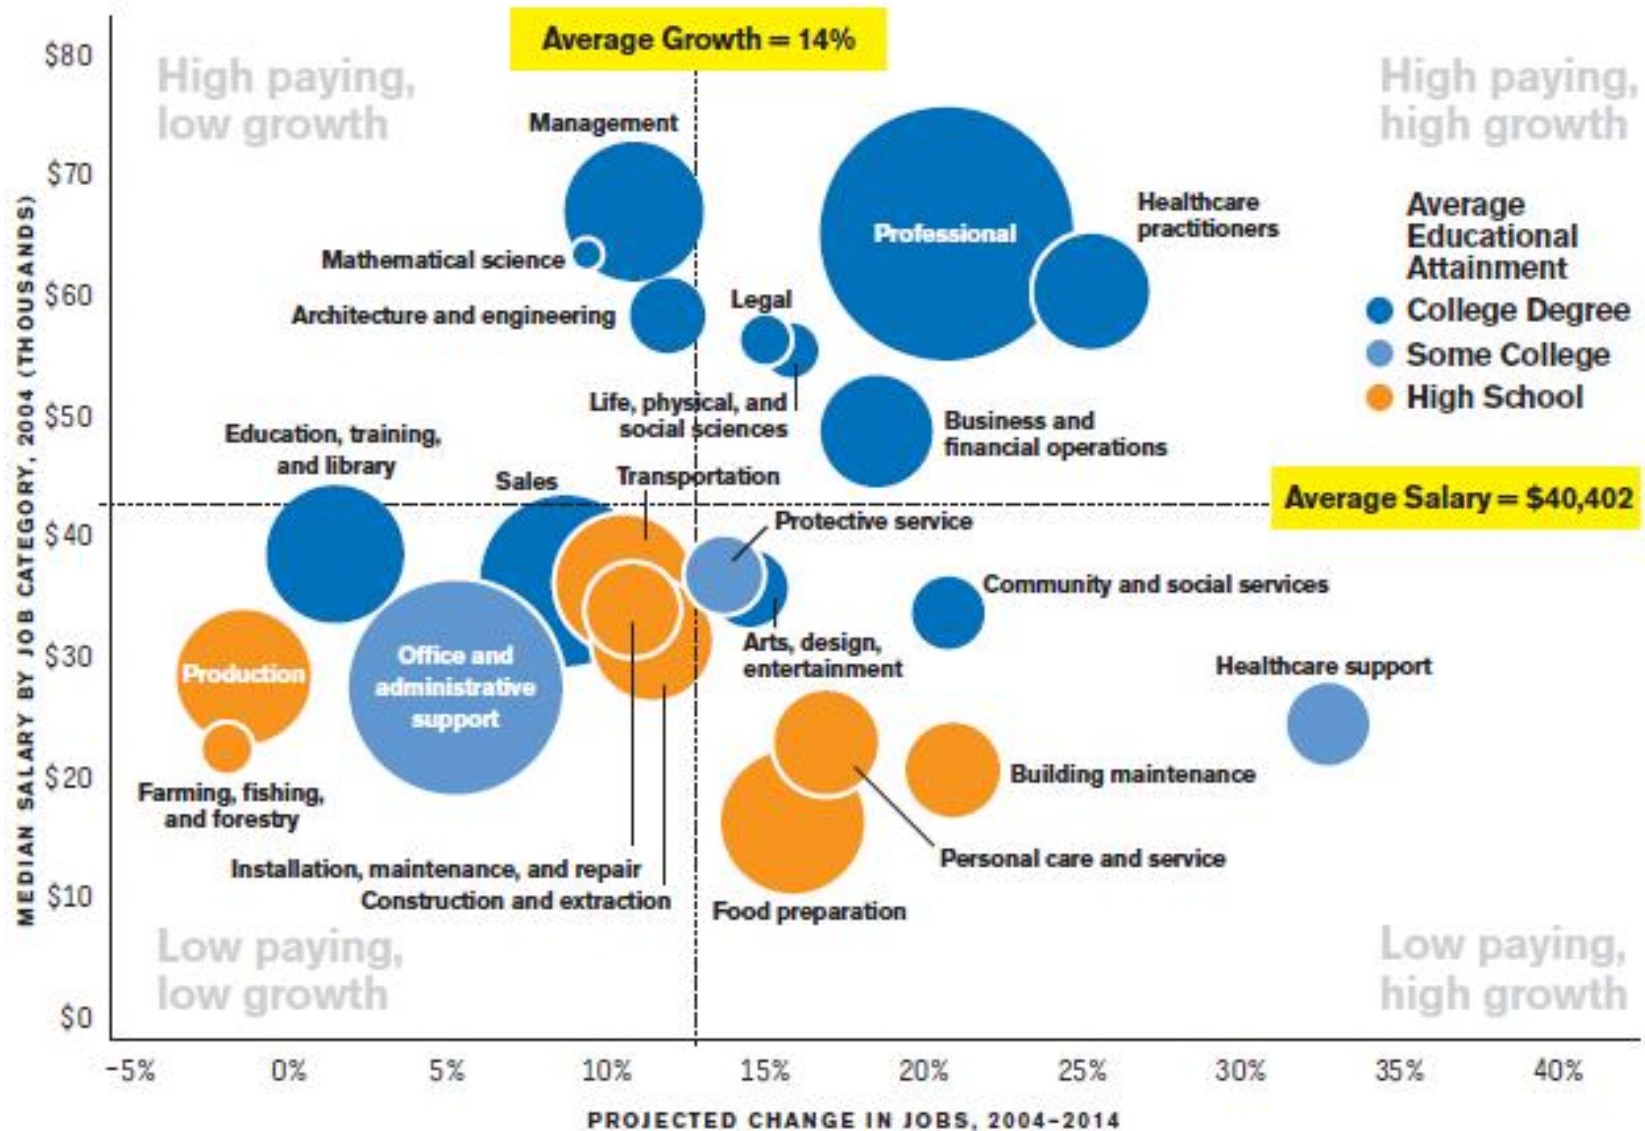 Average Growth = 14%
$80
$70
$60
$50
$40
$30
$20
$10
$0
MEDIAN SALARY BY JOB CATEGORY, 2004 (THOUSANDS)
High paying,
low growth
High paying,
high growth
Management
Mathematical science
Architecture and engineering
Legal
Life, physical, and
social sciences
Professional
Healthcare
practitioners
Business and
financial operations
Average
Educational
Attainment
College Degree
Some College
High School
Average Salary = $40,402
Education, training,
and library
Sales
Transportation
Protective service
Arts, design,
entertainment
Community and social services
Healthcare support
Production
Office and
administrative
support
Farming, fishing,
and forestry
Installation, maintenance, and repair
Construction and extraction
Food preparation
Personal care and service
Building maintenance
Low paying,
low growth
Low paying,
high growth
-5% 0% 5% 10% 15% 20% 25% 30% 35% 40%
PROJECTED CHANGE IN JOBS, 2004–2014